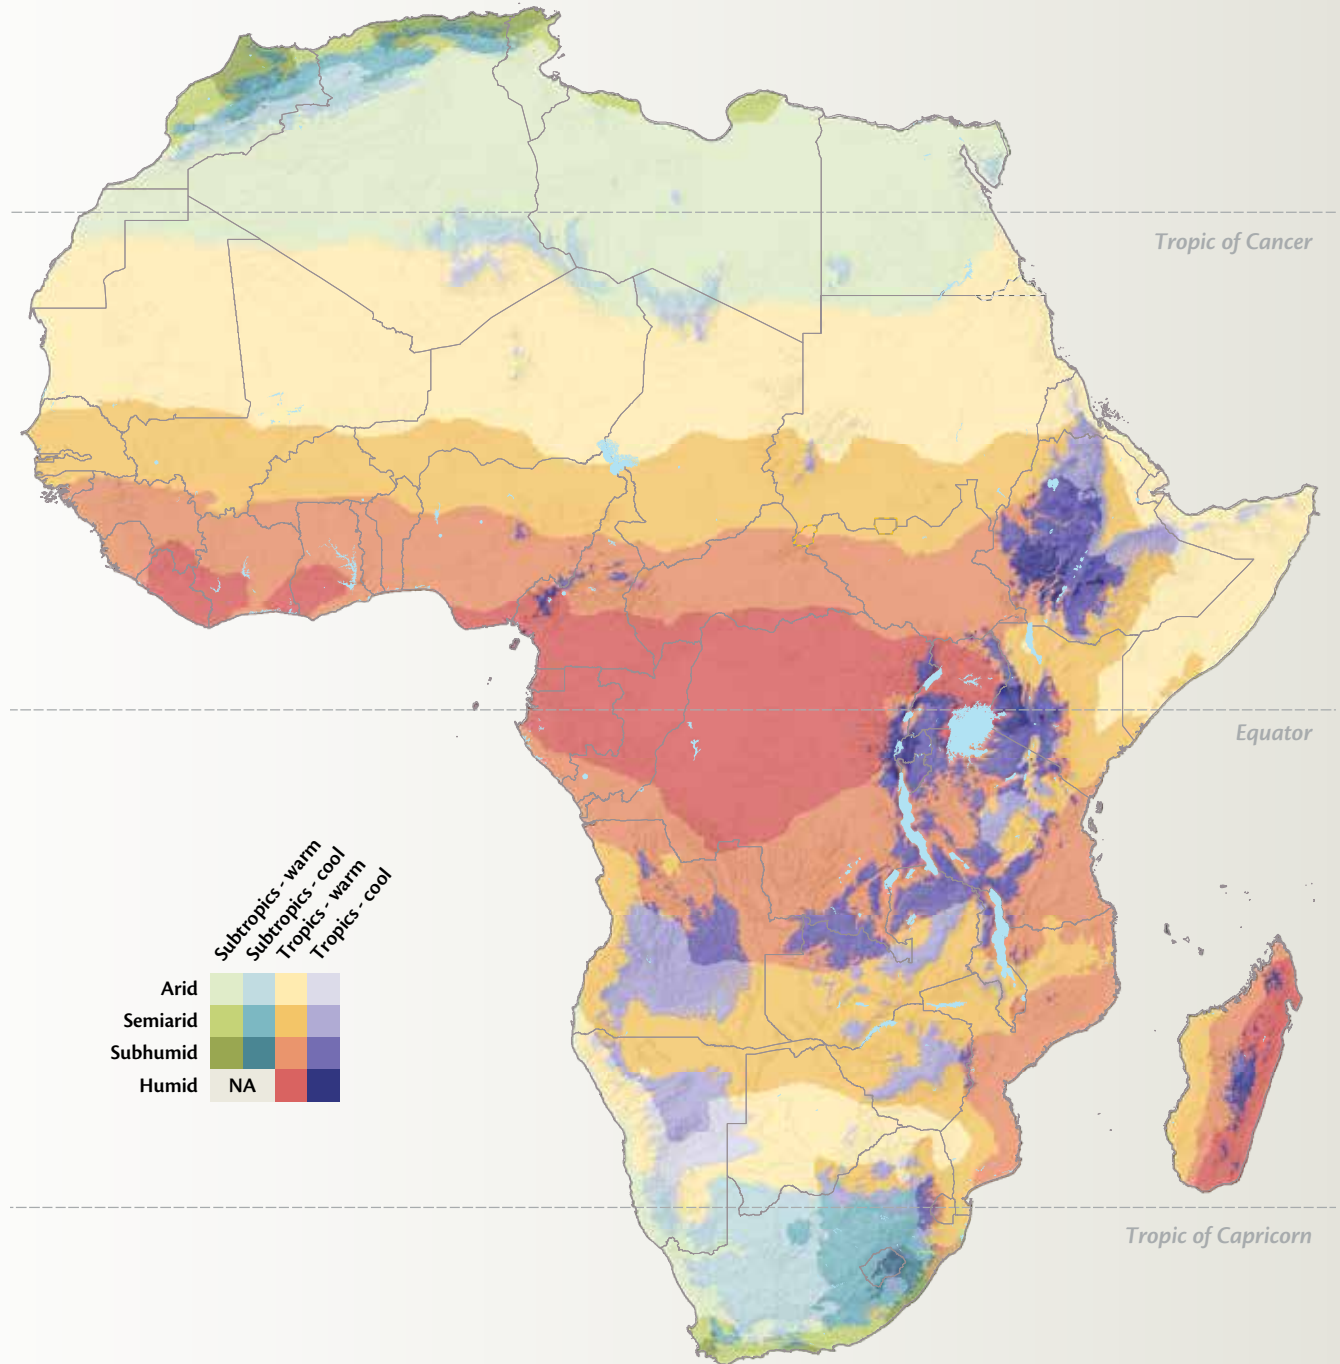 Tropic of Cancer
Equator
Subtropics - warm
Subtropics - cool
Tropics - warm
Tropics - cool
Arid
Semiarid
Subhumid
Humid NA
Tropic of Capricorn